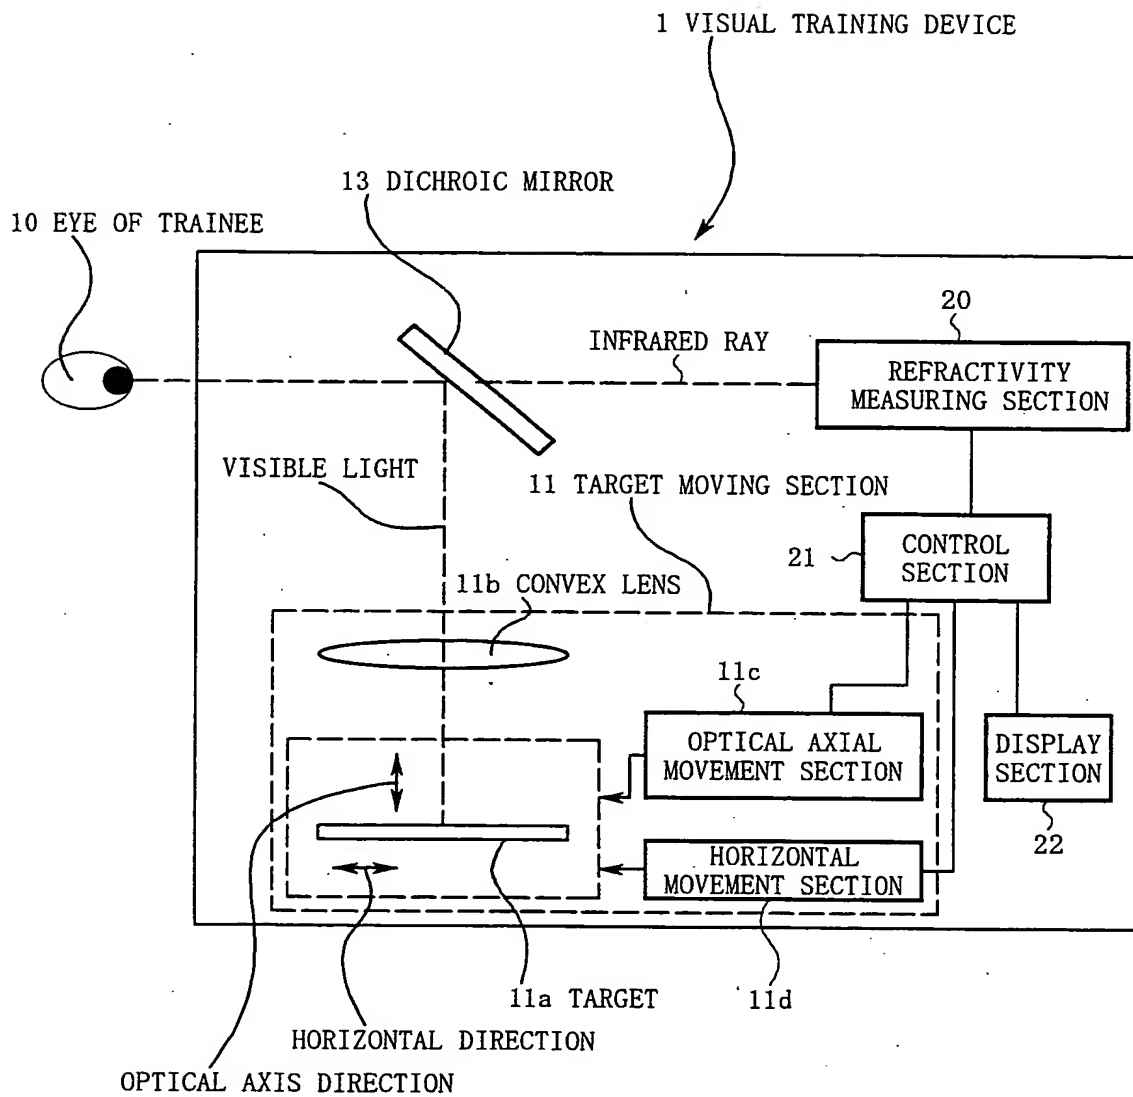 1 VISUAL TRAINING DEVICE
13 DICHROIC MIRROR
10 EYE OF TRAINEE
20
INFRARED RAY
REFRACTIVITY
MEASURING SECTION
VISIBLE LIGHT
11 TARGET MOVING SECTION
21
CONTROL
SECTION
11b CONVEX LENS
11c
OPTICAL AXIAL
MOVEMENT SECTION
DISPLAY
SECTION
22
HORIZONTAL
MOVEMENT SECTION
11a TARGET
11d
HORIZONTAL DIRECTION
OPTICAL AXIS DIRECTION